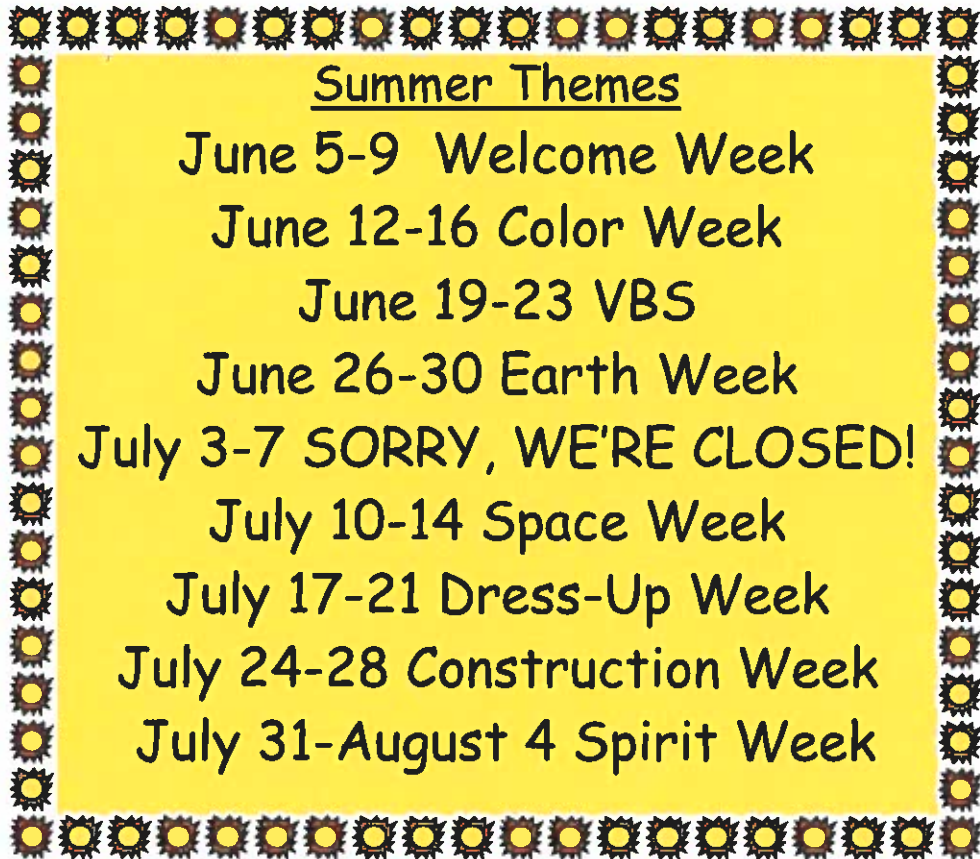 Summer Themes
June 5-9 Welcome Week
June 12-16 Color Week
June 19-23 VBS
June 26-30 Earth Week
July 3-7 SORRY, WE'RE CLOSED!
July 10-14 Space Week
July 17-21 Dress-Up Week
July 24-28 Construction Week
July 31-August 4 Spirit Week